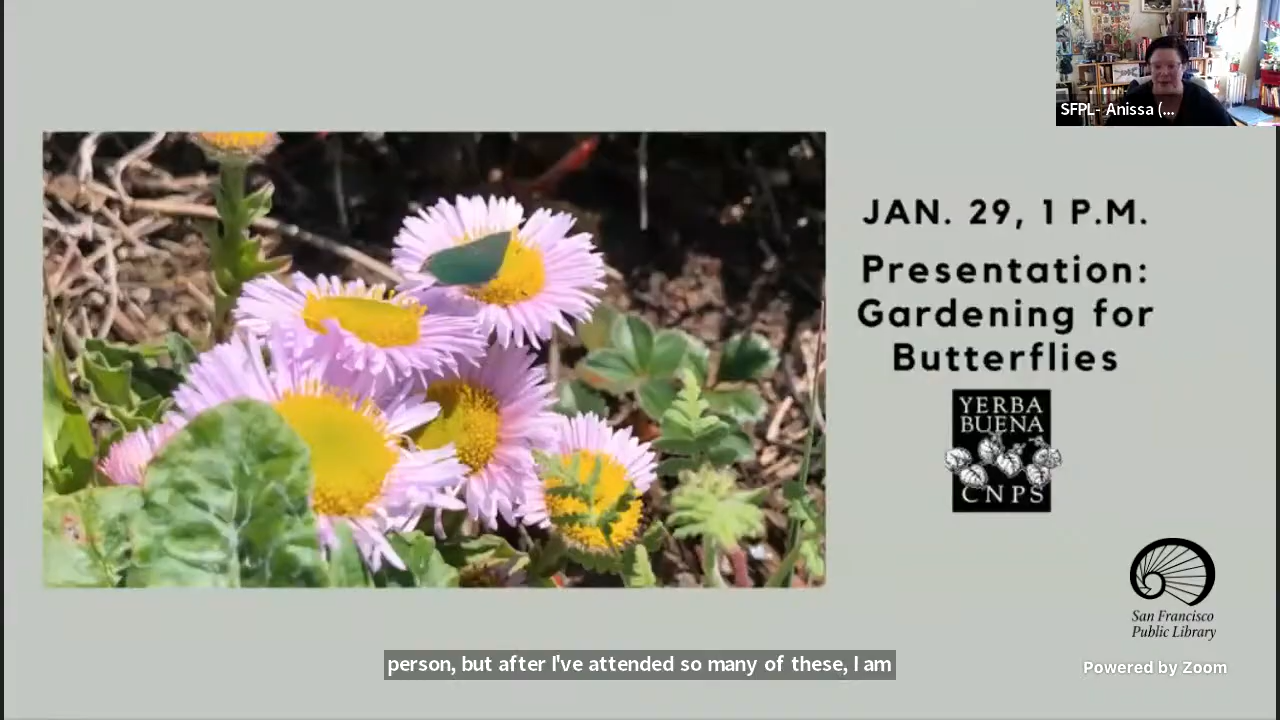 SFPL- Anissa (...
JAN. 29, 1 P.M.
Presentation:
Gardening for
Butterflies
YERBA
BUENA
CNPS
San Francisco
Public Library
person, but after I've attended so many of these, I am
Powered by Zoom